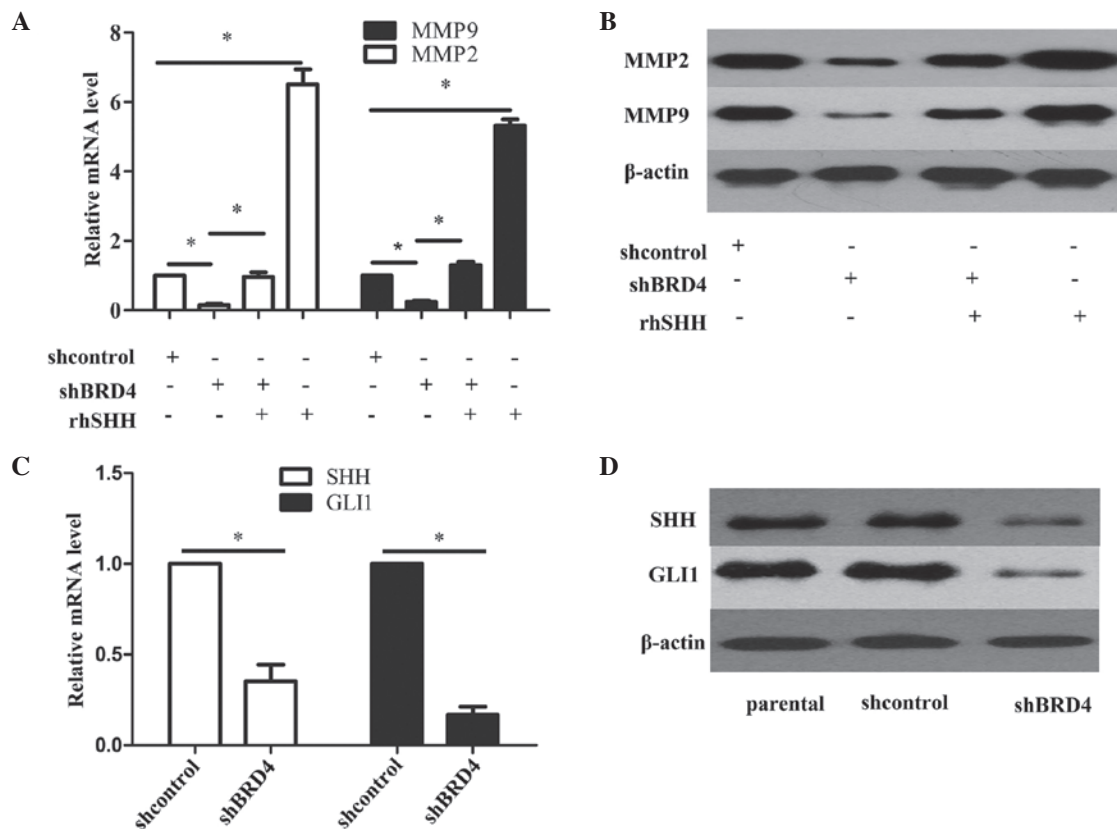 A
Relative mRNA level
8
6
4
2
0
MMP9
MMP2
* * * * * *
shcontrol + - - - + - - -
shBRD4 - + + - - + + -
rhSHH - - + + - - + +
B
MMP2
MMP9
β-actin
shcontrol + - - -
shBRD4 - + + -
rhSHH - - + +
C
Relative mRNA level
1.5
1.0
0.5
0.0
SHH
GLI1
* *
shcontrol shBRD4 shcontrol shBRD4
D
SHH
GLI1
β-actin
parental shcontrol shBRD4